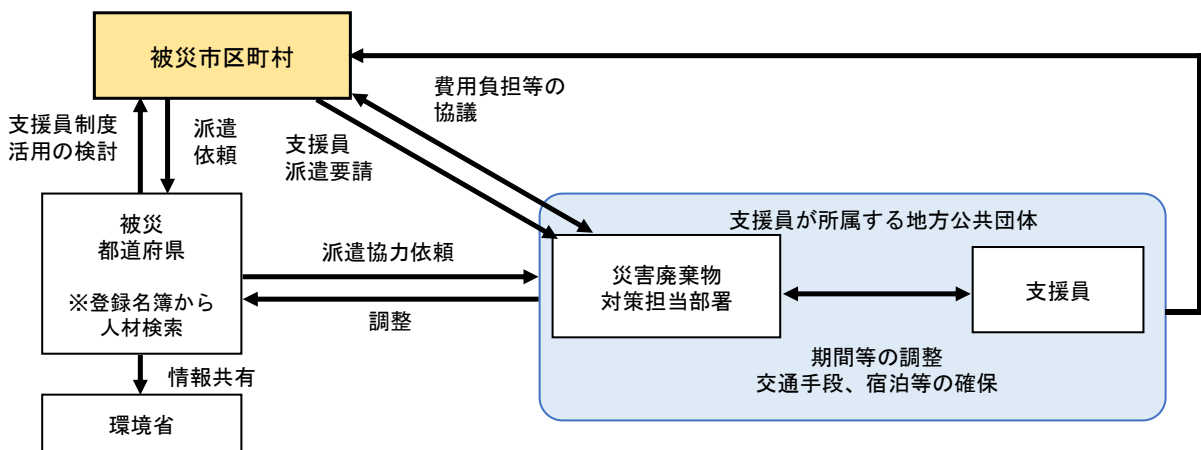 被災市区町村
費用負担等の
協議
支援員制度
活用の検討
派遣
依頼
支援員
派遣要請
支援員が所属する地方公共団体
被災
都道府県
※登録名簿から
人材検索
派遣協力依頼
調整
災害廃棄物
対策担当部署
支援員
期間等の調整
交通手段、宿泊等の確保
情報共有
環境省